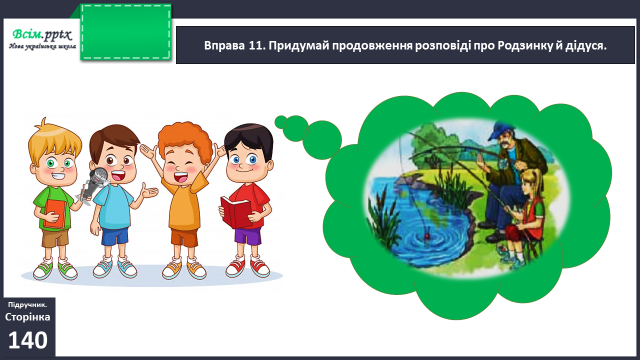 Всім.pptx
Нова українська школа
Вправа 11. Придумай продовження розповіді про Родзинку й дідуся.
Підручник.
Сторінка
140